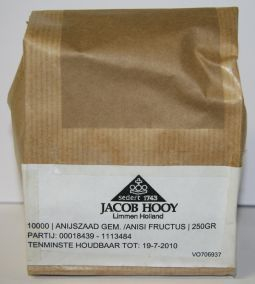 sedert 1743
JACOB HOOY
Limmen Holland
10000 | ANIJSZAAD GEM. /ANISI FRUCTUS | 250GR
PARTIJ: 00018439 - 1113484
TENMINSTE HOUDBAAR TOT: 19-7-2010
VO706937